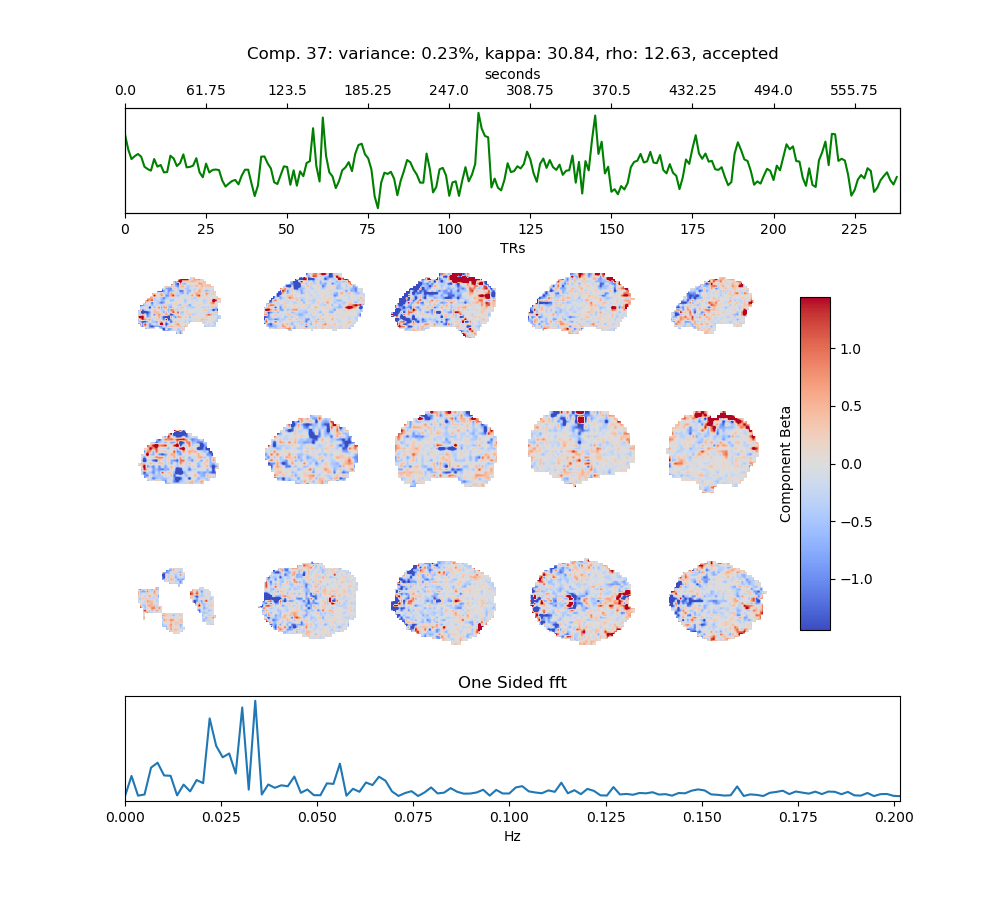 Comp. 37: variance: 0.23%, kappa: 30.84, rho: 12.63, accepted
seconds
0.0 61.75 123.5 185.25 247.0 308.75 370.5 432.25 494.0 555.75
0 25 50 75 100 125 150 175 200 225
TRs
1.0
0.5
0.0
−0.5
−1.0
Component Beta
One Sided fft
0.000 0.025 0.050 0.075 0.100 0.125 0.150 0.175 0.200
Hz